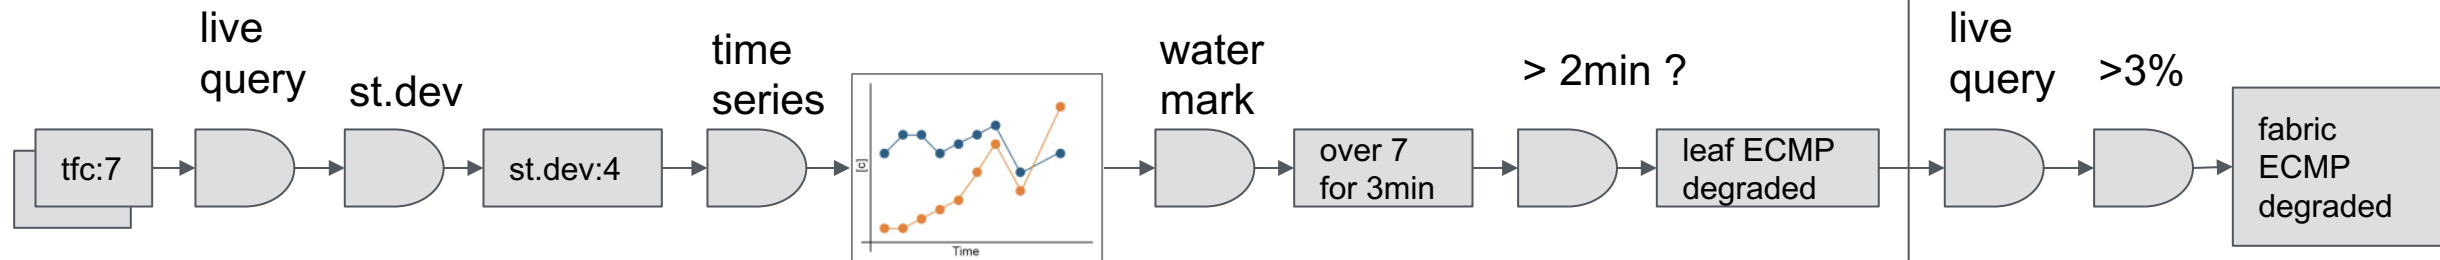 live
query
st.dev
time
series
water
mark
> 2min ?
live
query
>3%
tfc:7
st.dev:4
[c]
Time
over 7
for 3min
leaf ECMP
degraded
fabric
ECMP
degraded